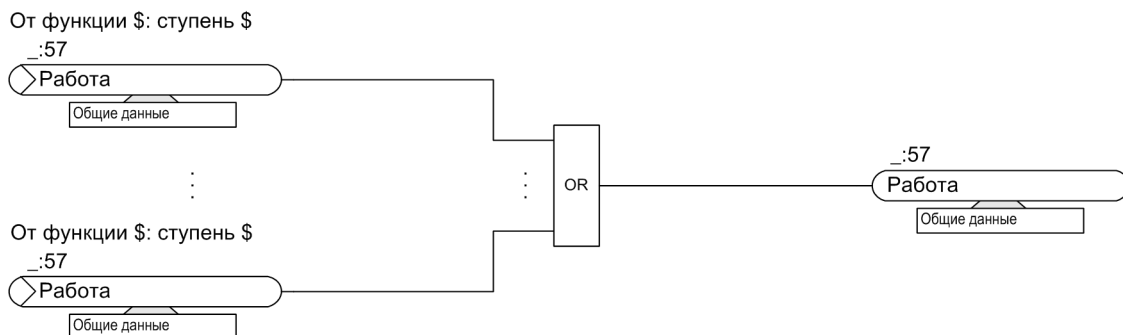 От функции $: ступень $
_:57
Работа
Общие данные
OR
_:57
Работа
Общие данные
От функции $: ступень $
_:57
Работа
Общие данные